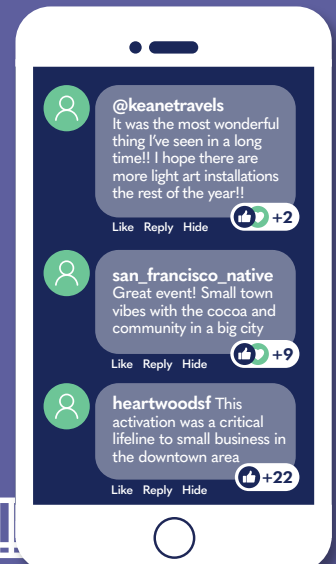 @keanetravels
It was the most wonderful
thing I've seen in a long
time!! I hope there are
more light art installations
the rest of the year!!
+2
Like Reply Hide
san_francisco_native
Great event! Small town
vibes with the cocoa and
community in a big city
+9
Like Reply Hide
heartwoodsf This
activation was a critical
lifeline to small business in
the downtown area
+22
Like Reply Hide